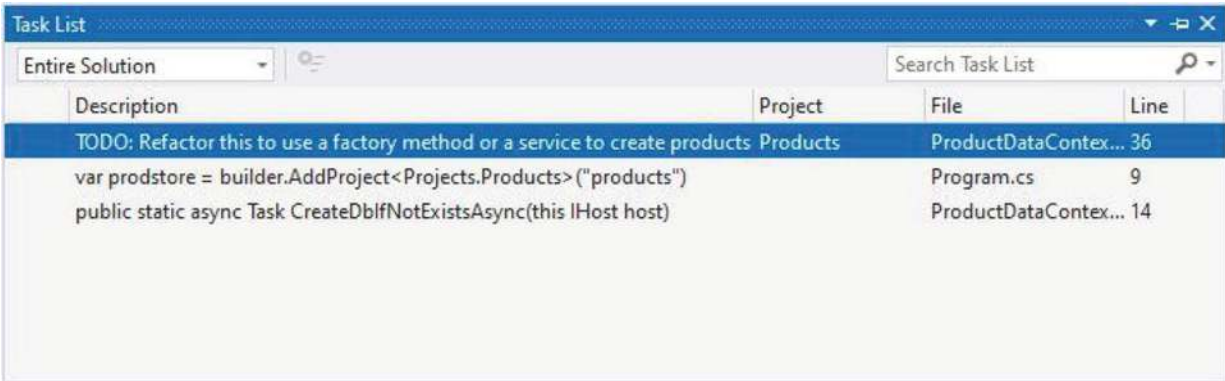 Task List
Entire Solution Search Task List
Description Project File Line
TODO: Refactor this to use a factory method or a service to create products Products ProductDataContex... 36
var prodstore = builder.AddProject<Projects.Products>("products") Program.cs 9
public static async Task CreateDbIfNotExistsAsync(this IHost host) ProductDataContex... 14